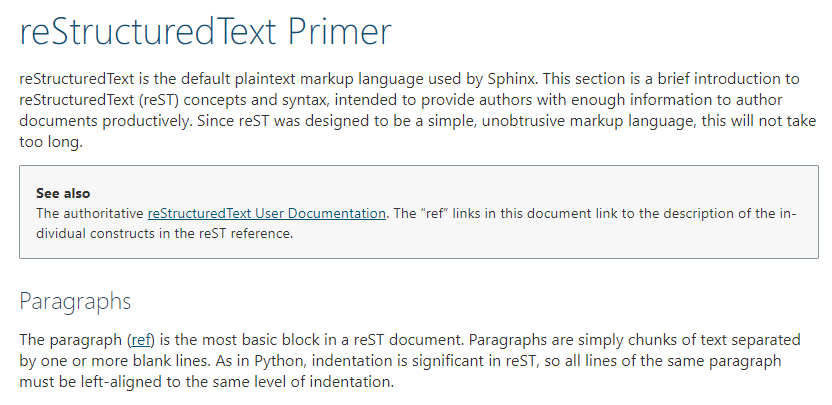 reStructuredText Primer
reStructuredText is the default plaintext markup language used by Sphinx. This section is a brief introduction to
reStructuredText (reST) concepts and syntax, intended to provide authors with enough information to author
documents productively. Since reST was designed to be a simple, unobtrusive markup language, this will not take
too long.
See also
The authoritative reStructuredText User Documentation. The “ref” links in this document link to the description of the in-
dividual constructs in the reST reference.
Paragraphs
The paragraph (ref) is the most basic block in a reST document. Paragraphs are simply chunks of text separated
by one or more blank lines. As in Python, indentation is significant in reST, so all lines of the same paragraph
must be left-aligned to the same level of indentation.